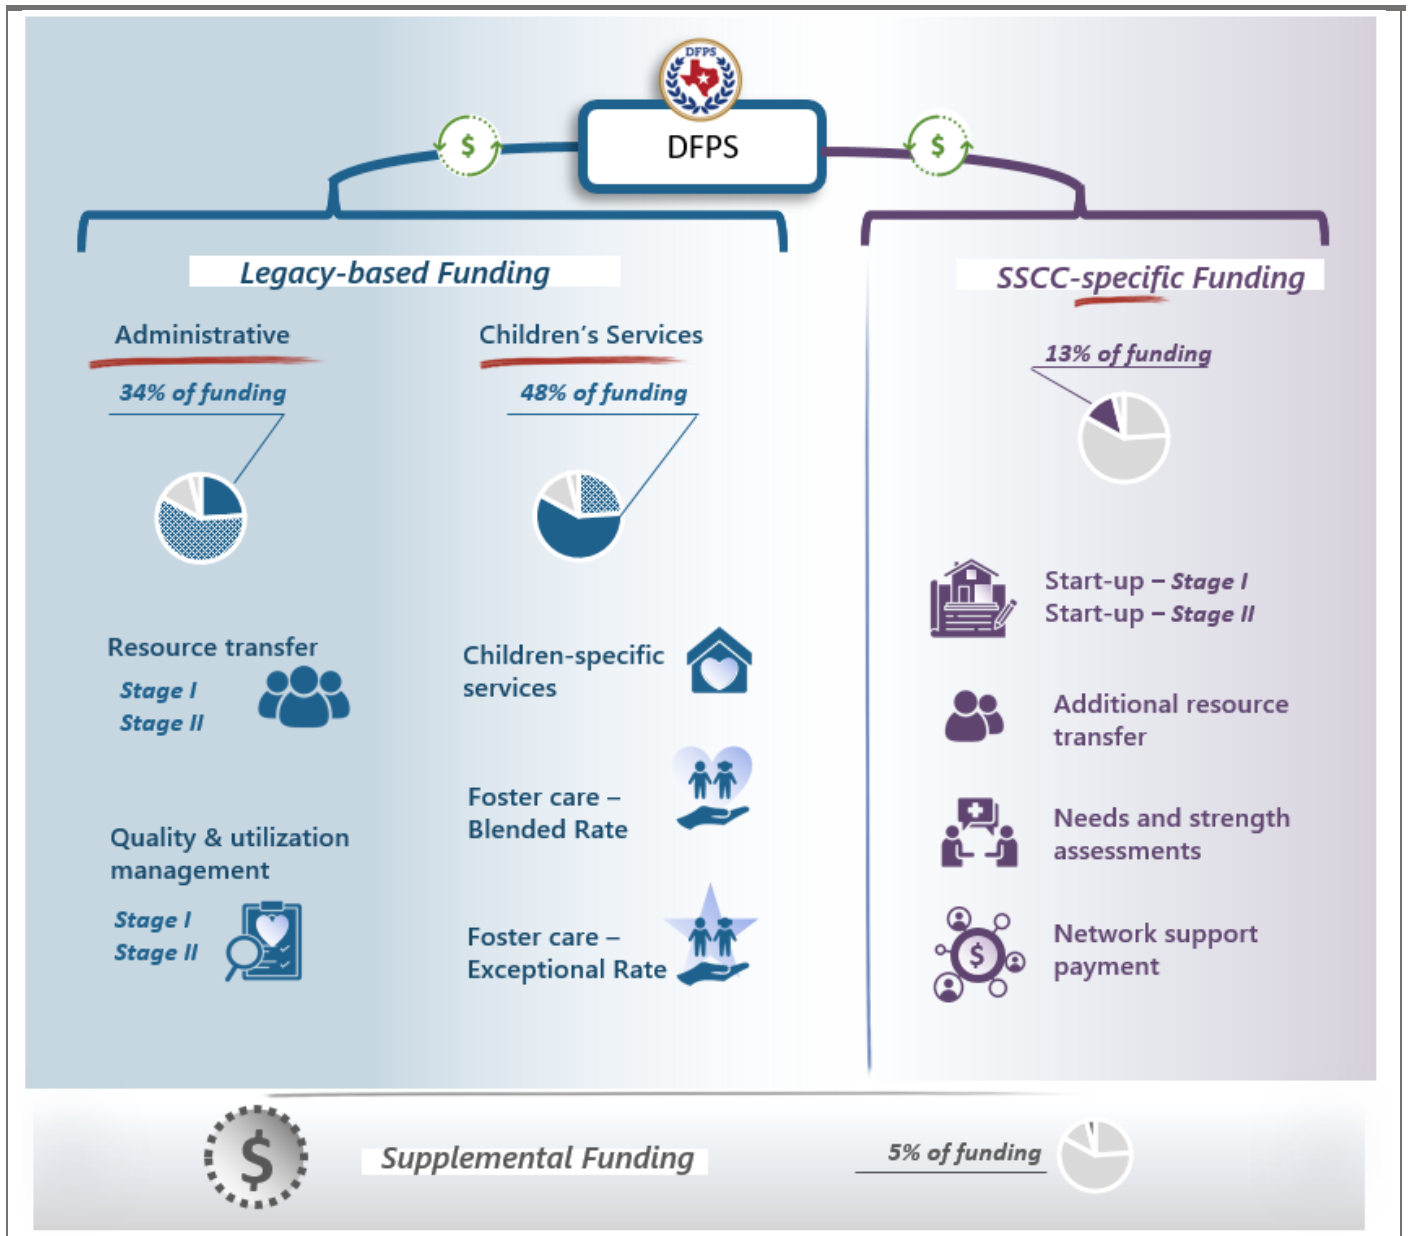 DFPS
DFPS
$
$
Legacy-based Funding
SSCC-specific Funding
Administrative
34% of funding
Children's Services
48% of funding
13% of funding
Resource transfer
Stage I
Stage II
Quality & utilization
management
Stage I
Stage II
Children-specific
services
Foster care –
Blended Rate
Foster care –
Exceptional Rate
Start-up – Stage I
Start-up – Stage II
Additional resource
transfer
Needs and strength
assessments
Network support
payment
$
$
Supplemental Funding
5% of funding